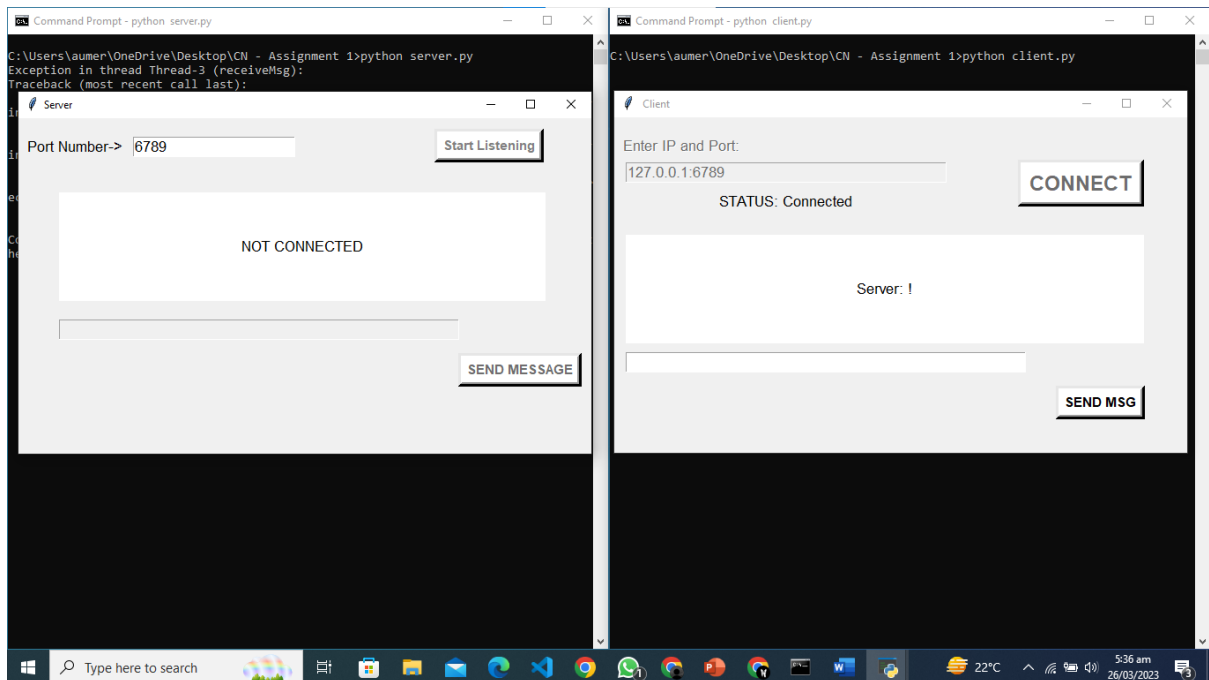 Command Prompt - python server.py
C:\Users\aumer\OneDrive\Desktop\CN - Assignment 1>python server.py
Exception in thread Thread-3 (receiveMsg):
Traceback (most recent call last):
Server
Port Number->
6789
Start Listening
NOT CONNECTED
SEND MESSAGE
Command Prompt - python client.py
C:\Users\aumer\OneDrive\Desktop\CN - Assignment 1>python client.py
Client
Enter IP and Port:
127.0.0.1:6789
CONNECT
STATUS: Connected
Server: !
SEND MSG
Type here to search
22°C
5:36 am
26/03/2023